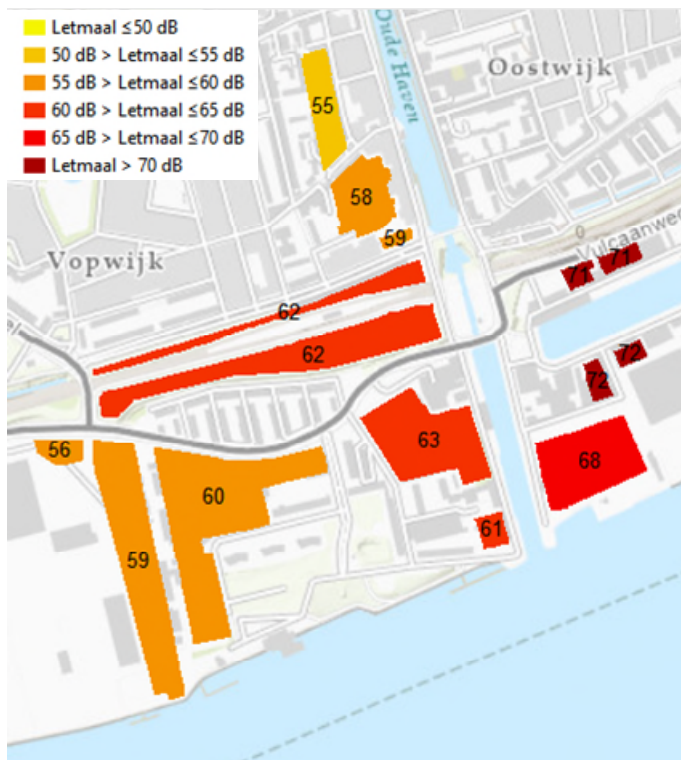 Letmaal ≤50 dB
50 dB > Letmaal ≤55 dB
55 dB > Letmaal ≤60 dB
60 dB > Letmaal ≤65 dB
65 dB > Letmaal ≤70 dB
Letmaal > 70 dB
Oude Haven
Oostwijk
55
58
59
Vulcaanweg
Vopwijk
71
71
62
62
72
72
63
56
60
68
61
59